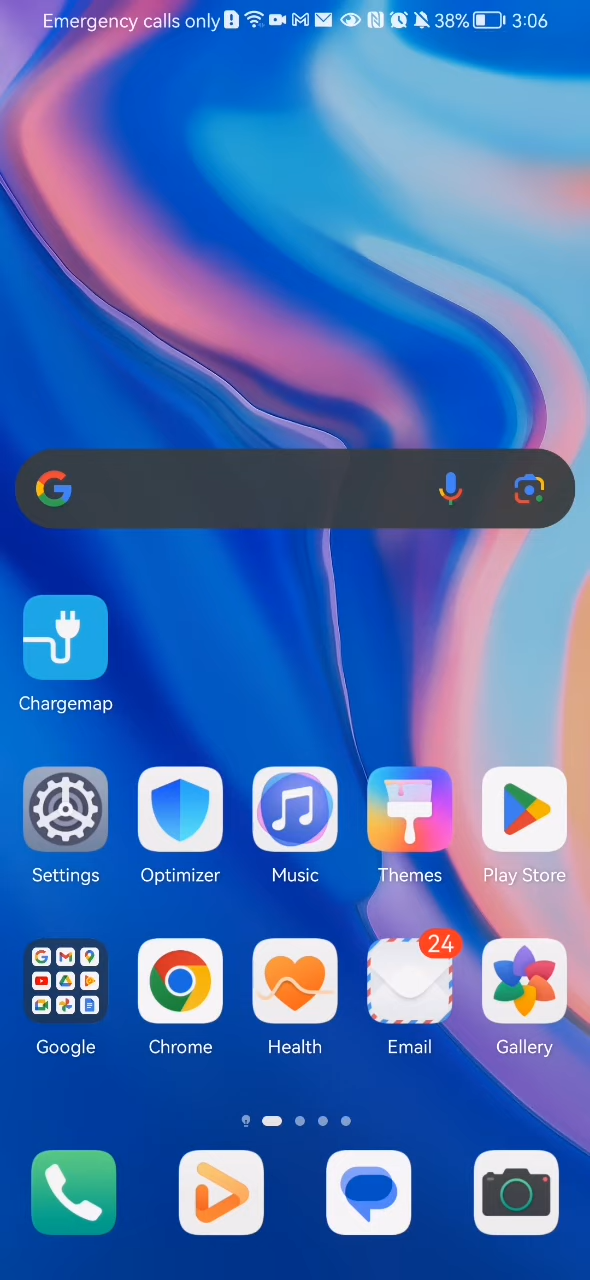 Emergency calls only 38% 3:06
Chargemap
Settings Optimizer Music Themes Play Store
24
Google Chrome Health Email Gallery